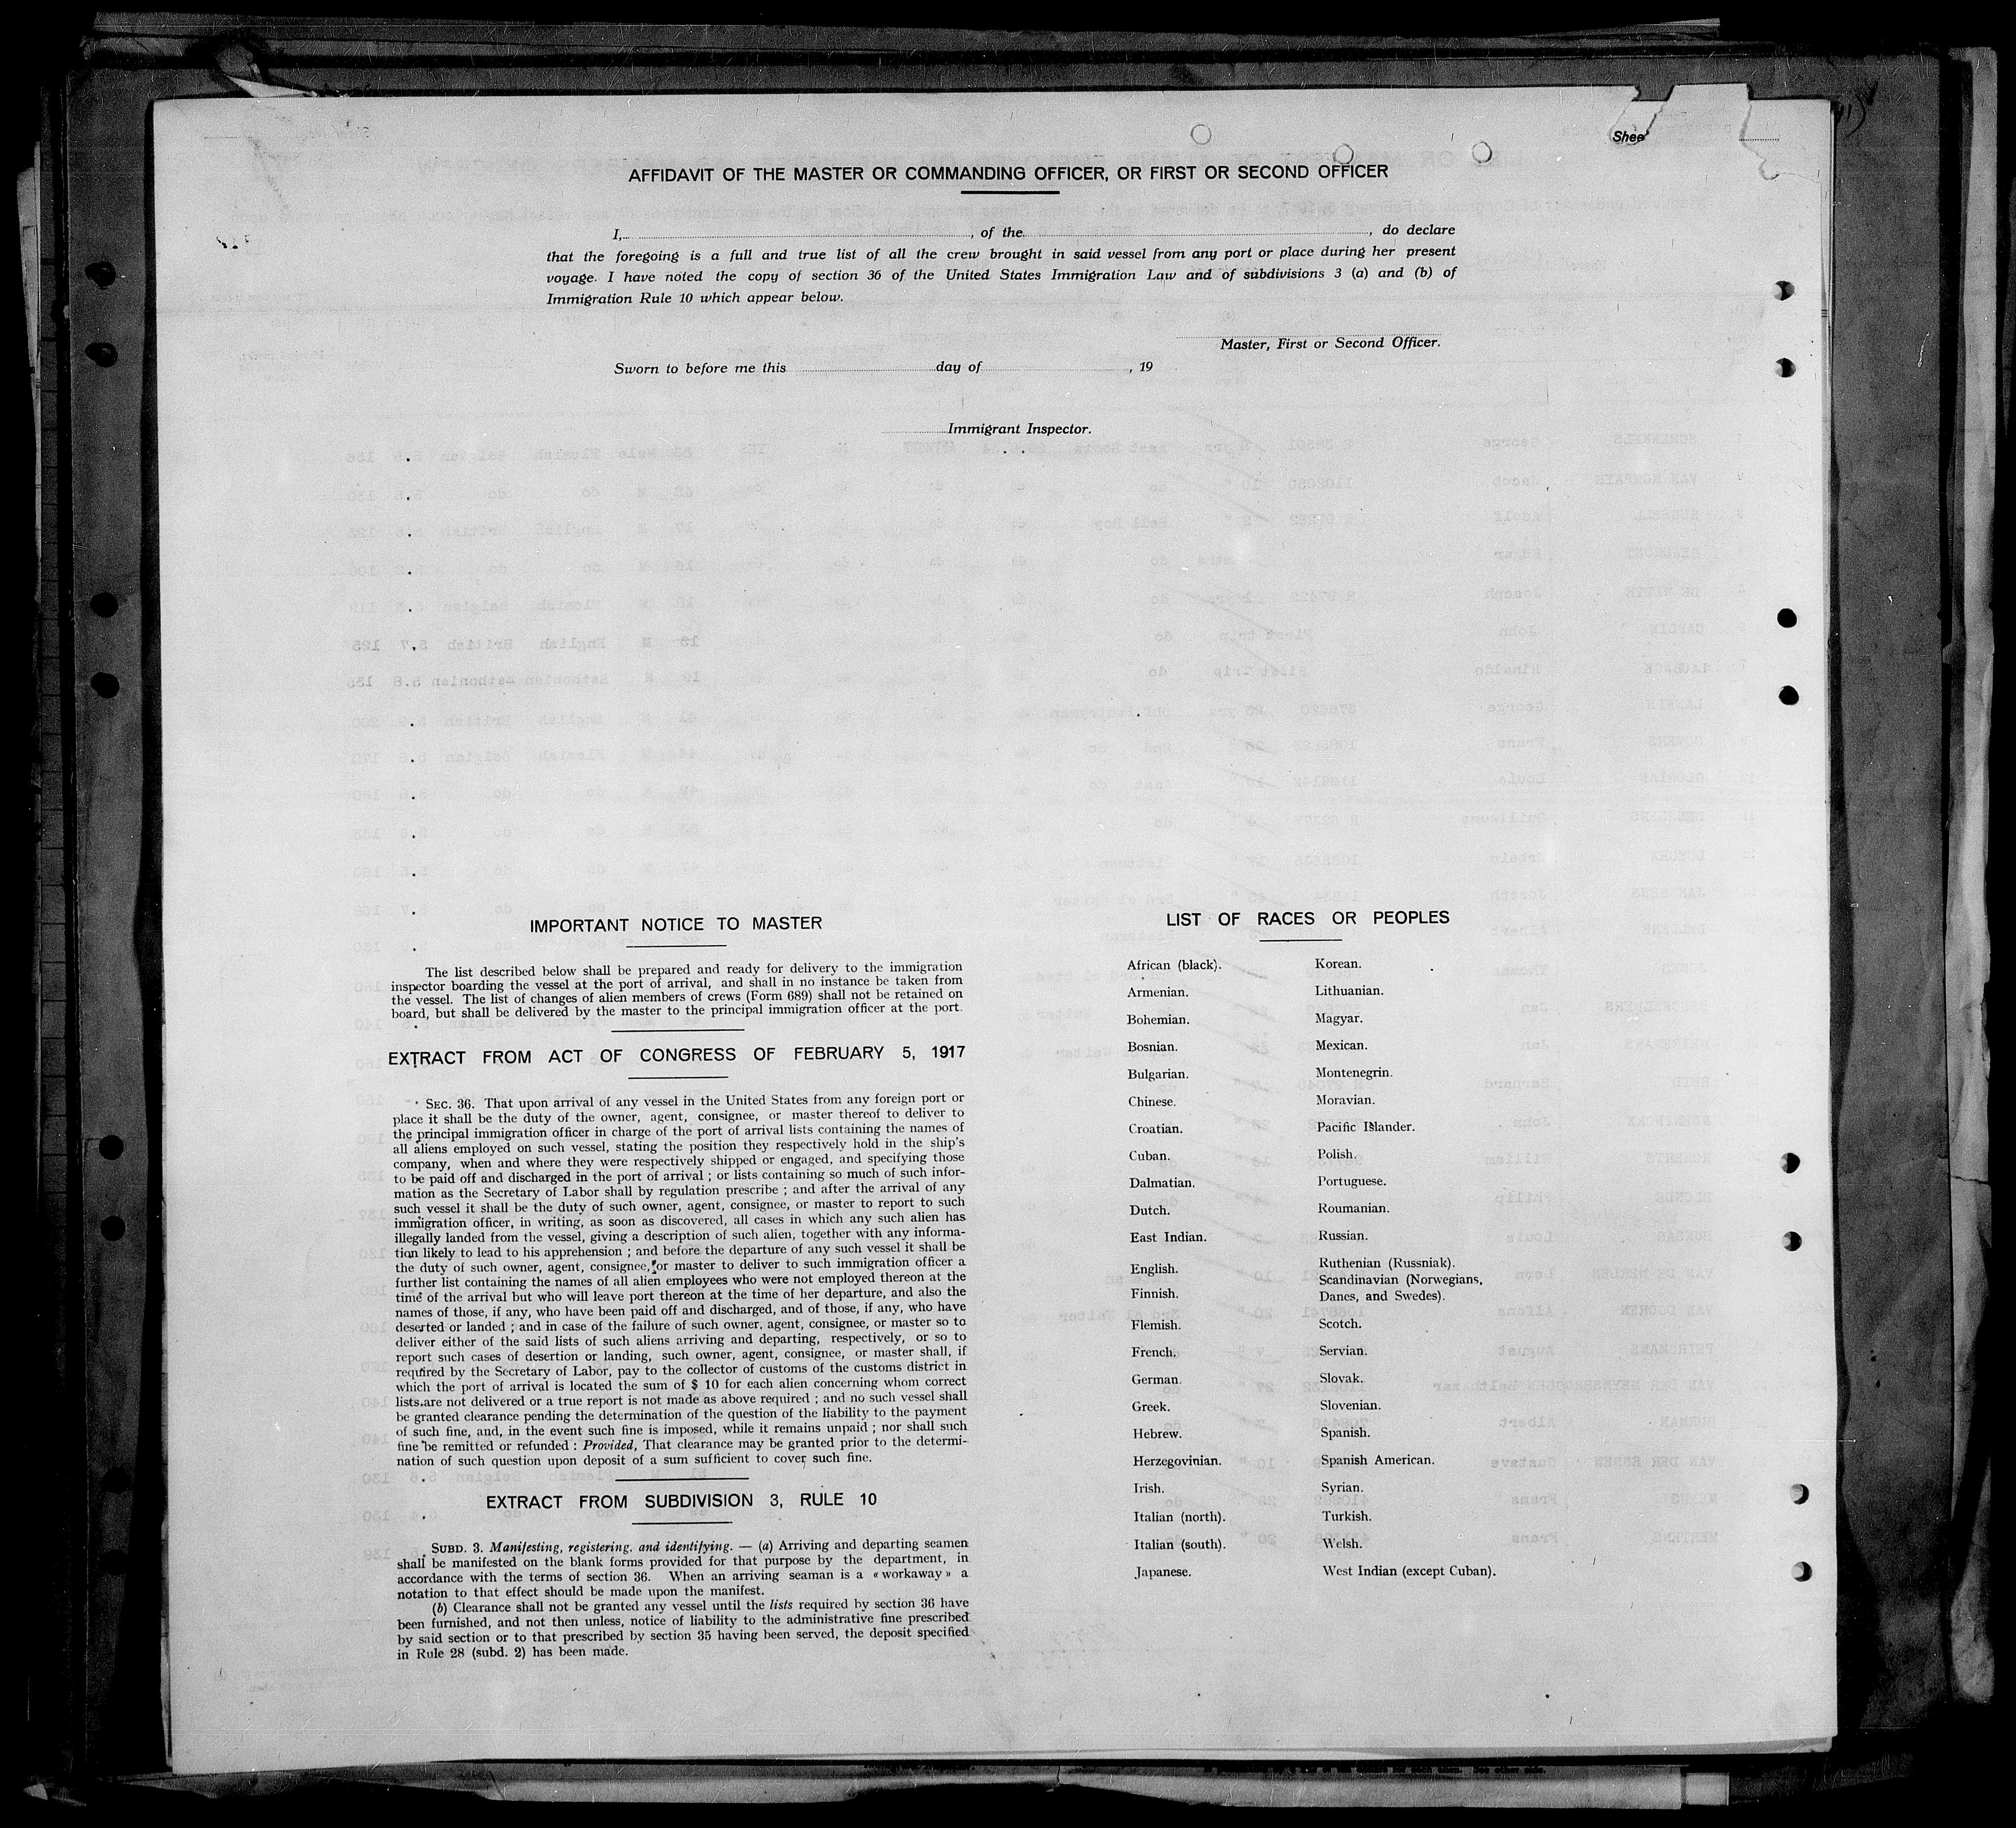 Shee
AFFIDAVIT OF THE MASTER OR COMMANDING OFFICER, OR FIRST OR SECOND OFFICER
I, , of the , do declare
that the foregoing is a full and true list of all the crew brought in said vessel from any port or place during her present
voyage. I have noted the copy of section 36 of the United States Immigration Law and of subdivisions 3 (a) and (b) of
Immigration Rule 10 which appear below.
Master, First or Second Officer.
Sworn to before me this day of , 19
Immigrant Inspector.
IMPORTANT NOTICE TO MASTER
The list described below shall be prepared and ready for delivery to the immigration
inspector boarding the vessel at the port of arrival, and shall in no instance be taken from
the vessel. The list of changes of alien members of crews (Form 689) shall not be retained on
board, but shall be delivered by the master to the principal immigration officer at the port.
EXTRACT FROM ACT OF CONGRESS OF FEBRUARY 5, 1917
SEC. 36. That upon arrival of any vessel in the United States from any foreign port or
place it shall be the duty of the owner, agent, consignee, or master thereof to deliver to
the principal immigration officer in charge of the port of arrival lists containing the names of
all aliens employed on such vessel, stating the position they respectively hold in the ship's
company, when and where they were respectively shipped or engaged, and specifying those
to be paid off and discharged in the port of arrival ; or lists containing so much of such infor-
mation as the Secretary of Labor shall by regulation prescribe ; and after the arrival of any
such vessel it shall be the duty of such owner, agent, consignee, or master to report to such
immigration officer, in writing, as soon as discovered, all cases in which any such alien has
illegally landed from the vessel, giving a description of such alien, together with any informa-
tion likely to lead to his apprehension ; and before the departure of any such vessel it shall be
the duty of such owner, agent, consignee, or master to deliver to such immigration officer a
further list containing the names of all alien employees who were not employed thereon at the
time of the arrival but who will leave port thereon at the time of her departure, and also the
names of those, if any, who have been paid off and discharged, and of those, if any, who have
deserted or landed ; and in case of the failure of such owner, agent, consignee, or master so to
deliver either of the said lists of such aliens arriving and departing, respectively, or so to
report such cases of desertion or landing, such owner, agent, consignee, or master shall, if
required by the Secretary of Labor, pay to the collector of customs of the customs district in
which the port of arrival is located the sum of $ 10 for each alien concerning whom correct
lists are not delivered or a true report is not made as above required ; and no such vessel shall
be granted clearance pending the determination of the question of the liability to the payment
of such fine, and, in the event such fine is imposed, while it remains unpaid ; nor shall such
fine be remitted or refunded : Provided, That clearance may be granted prior to the determi-
nation of such question upon deposit of a sum sufficient to cover such fine.
EXTRACT FROM SUBDIVISION 3, RULE 10
SUBD. 3. Manifesting, registering, and identifying. — (a) Arriving and departing seamen
shall be manifested on the blank forms provided for that purpose by the department, in
accordance with the terms of section 36. When an arriving seaman is a « workaway » a
notation to that effect should be made upon the manifest.
(b) Clearance shall not be granted any vessel until the lists required by section 36 have
been furnished, and not then unless, notice of liability to the administrative fine prescribed
by said section or to that prescribed by section 35 having been served, the deposit specified
in Rule 28 (subd. 2) has been made.
LIST OF RACES OR PEOPLES
African (black).
Armenian.
Bohemian.
Bosnian.
Bulgarian.
Chinese.
Croatian.
Cuban.
Dalmatian.
Dutch.
East Indian.
English.
Finnish.
Flemish.
French.
German.
Greek.
Hebrew.
Herzegovinian.
Irish.
Italian (north).
Italian (south).
Japanese.
Korean.
Lithuanian.
Magyar.
Mexican.
Montenegrin.
Moravian.
Pacific Islander.
Polish.
Portuguese.
Roumanian.
Russian.
Ruthenian (Russniak).
Scandinavian (Norwegians,
Danes, and Swedes).
Scotch.
Servian.
Slovak.
Slovenian.
Spanish.
Spanish American.
Syrian.
Turkish.
Welsh.
West Indian (except Cuban).